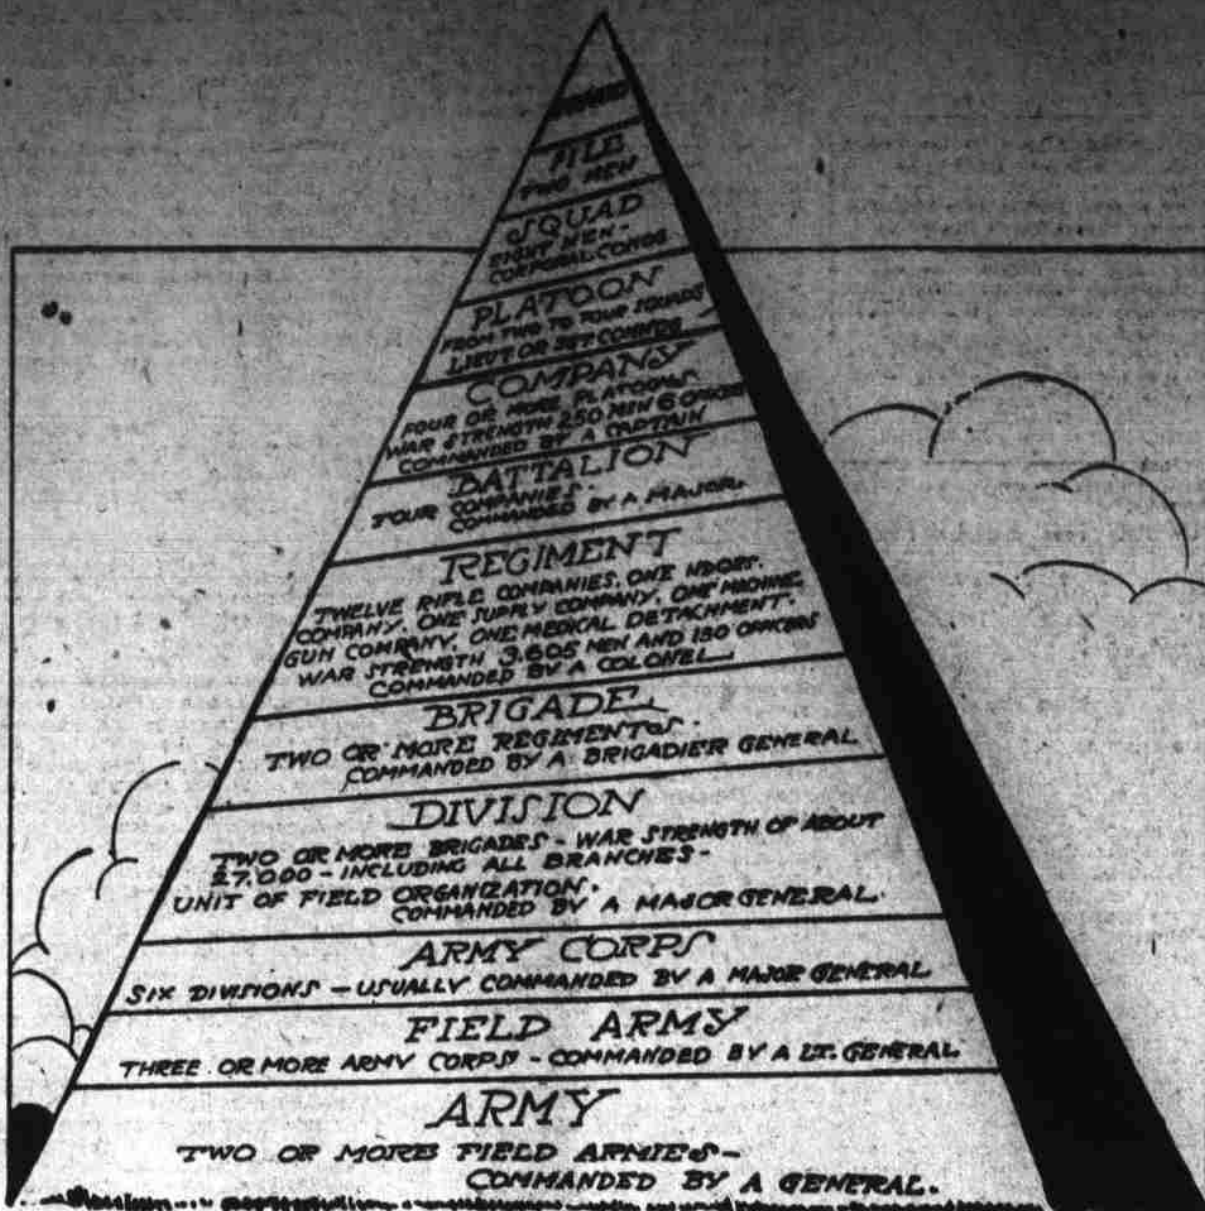 FILE
TWO MEN
SQUAD
EIGHT MEN -
CORPORAL COMDS
PLATOON
FROM TWO TO FOUR SQUADS
LIEUT OR SGT COMMDS
COMPANY
FOUR OR MORE PLATOONS
WAR STRENGTH 250 MEN 6 OFFICERS
COMMANDED BY A CAPTAIN
BATTALION
FOUR COMPANIES.
COMMANDED BY A MAJOR.
REGIMENT
TWELVE RIFLE COMPANIES. ONE HDQRT.
COMPANY. ONE SUPPLY COMPANY. ONE MACHINE
GUN COMPANY. ONE MEDICAL DETACHMENT.
WAR STRENGTH 3,605 MEN AND 150 OFFICERS
COMMANDED BY A COLONEL
BRIGADE
TWO OR MORE REGIMENTS.
COMMANDED BY A BRIGADIER GENERAL
DIVISION
TWO OR MORE BRIGADES - WAR STRENGTH OF ABOUT
27,000 - INCLUDING ALL BRANCHES -
UNIT OF FIELD ORGANIZATION.
COMMANDED BY A MAJOR GENERAL.
ARMY CORPS
SIX DIVISIONS - USUALLY COMMANDED BY A MAJOR GENERAL
FIELD ARMY
THREE OR MORE ARMY CORPS - COMMANDED BY A LT. GENERAL
ARMY
TWO OR MORE FIELD ARMIES -
COMMANDED BY A GENERAL.